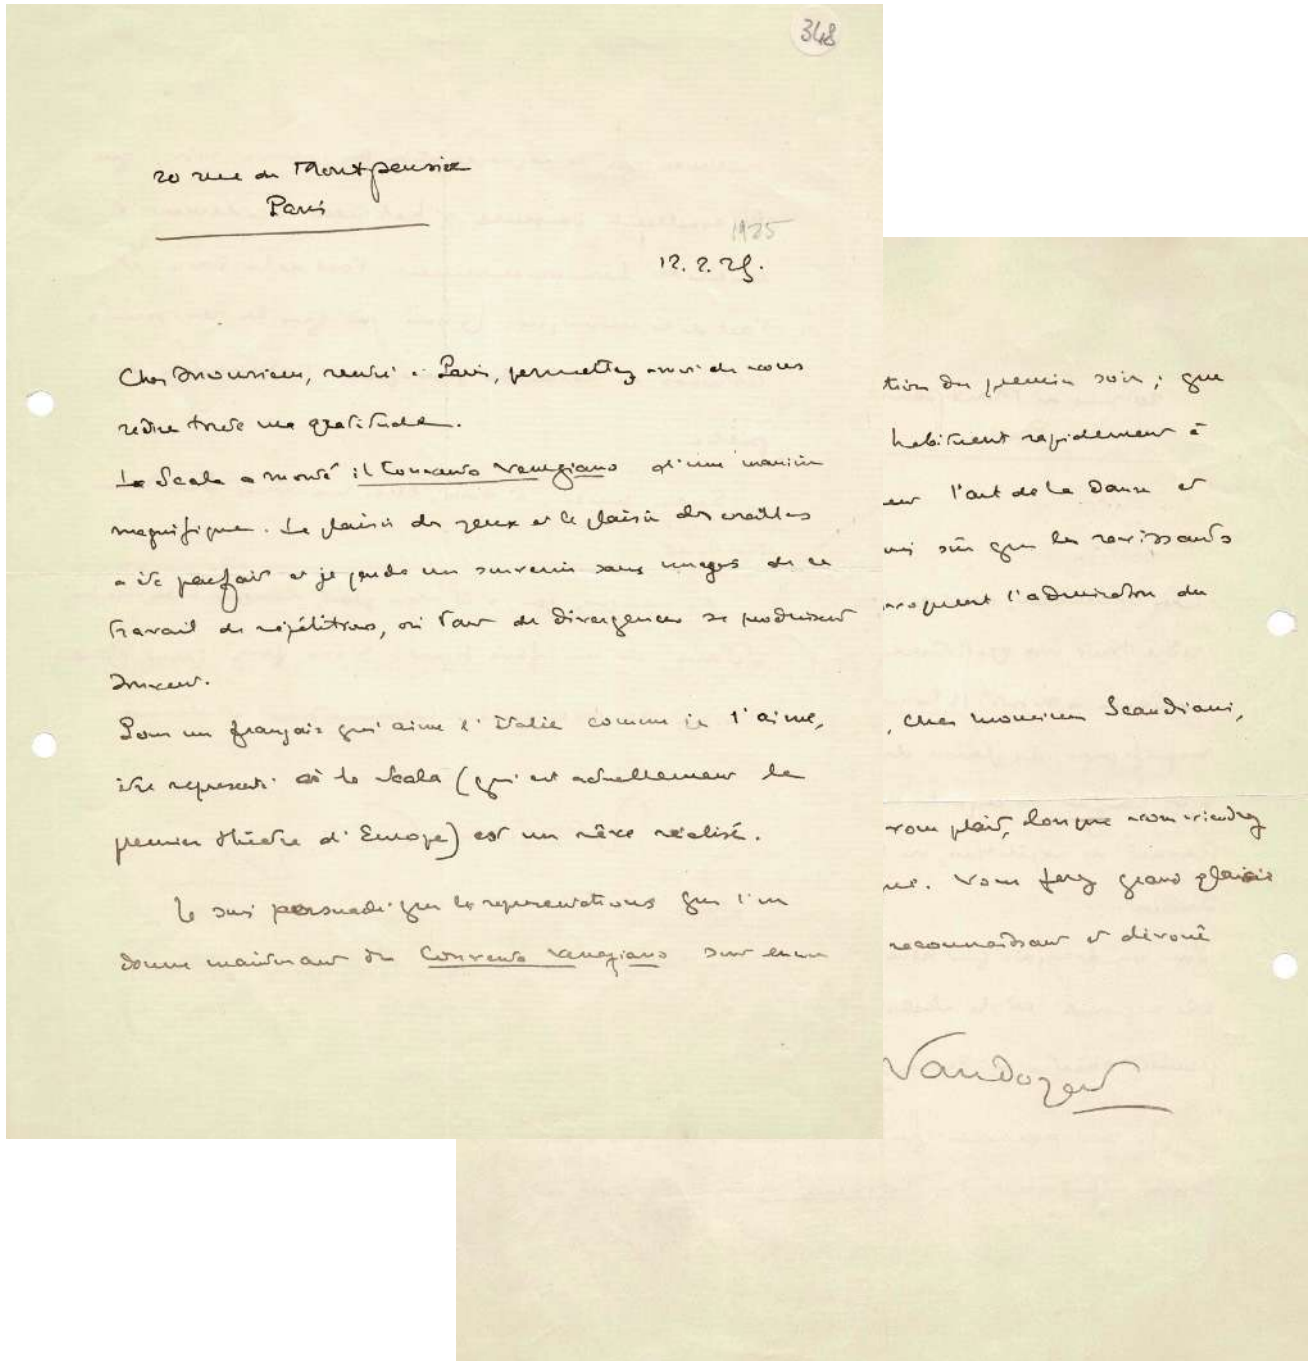 348
20 rue de Montpensier
Paris
1925
12. 2. 25.
Cher Monsieur, rentré à Paris, permettez moi de vous
redire toute ma gratitude.
La Scala a monté il Convento Veneziano d'une manière
magnifique. Le plaisir des yeux et le plaisir des oreilles
a été parfait et je garde un souvenir sans nuages de ce
travail de répétitions, où tant de divergences se produisent
souvent.
Pour un français qui aime l'Italie comme je l'aime,
être representé à la Scala (qui est actuellement le
premier théâtre d'Europe) est un rêve réalisé.
Je suis persuadé que les représentations que l'on
donne maintenant du Convento Veneziano sont encore
tion du premier soir ; que
habituent rapidement à
l'art de la Danse et
sûr que les ravissants
l'admiration du
, cher monsieur Scandiani,
vous plait, lorsque vous viendrez
. Vous ferez grand plaisir
reconnaissant et dévoué
Vaudoyer